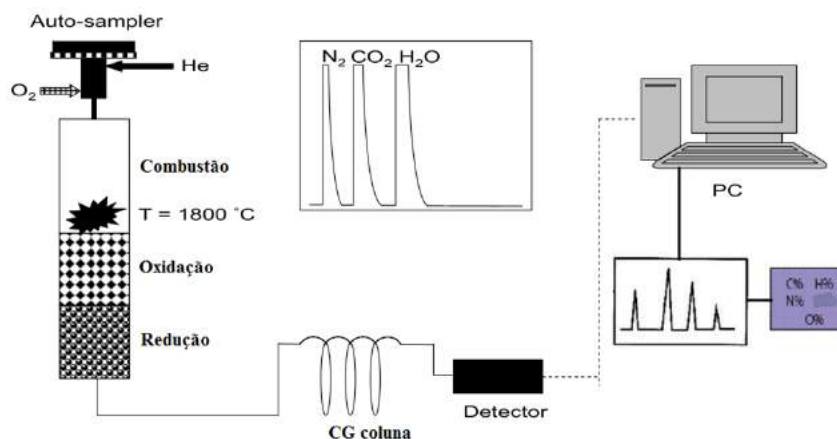 Auto-sampler
He
O₂
N₂ CO₂ H₂O
Combustão
T = 1800 °C
PC
Oxidação
C% H%
N%
O%
Redução
Detector
CG coluna